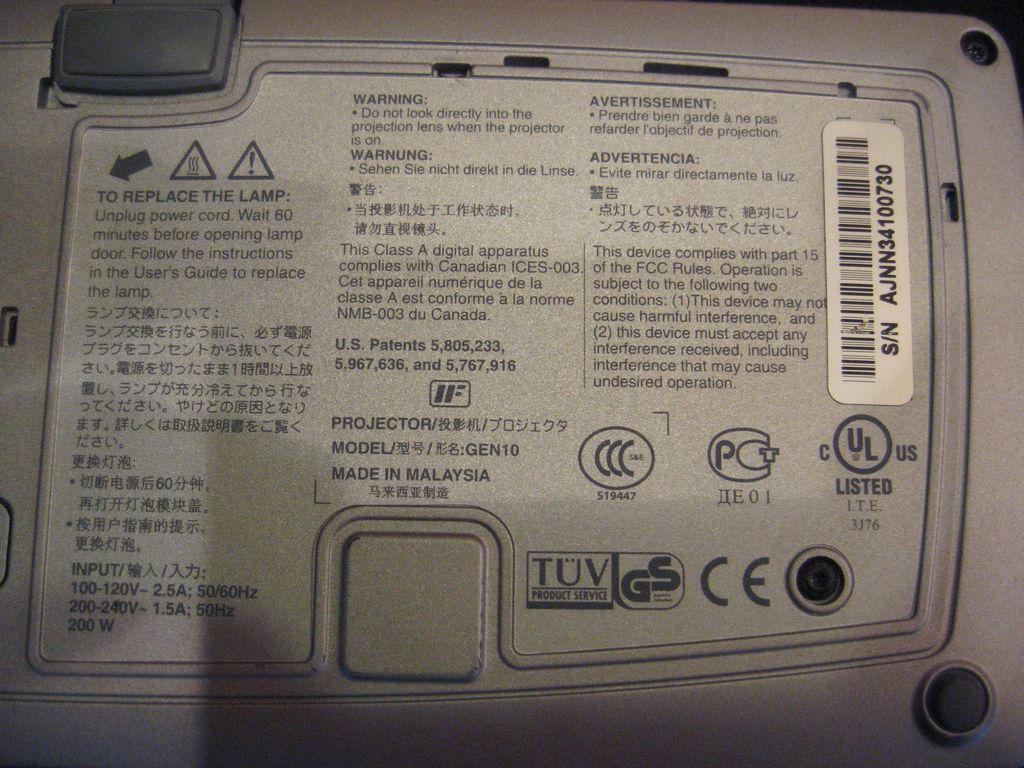 TO REPLACE THE LAMP:
Unplug power cord. Wait 60
minutes before opening lamp
door. Follow the instructions
in the User's Guide to replace
the lamp.
ランプ交換について：
ランプ交換を行なう前に、必ず電源
プラグをコンセントから抜いてくだ
さい。電源を切ったまま1時間以上放
置し、ランプが充分冷えてから行な
ってください。やけどの原因となり
ます。詳しくは取扱説明書をご覧く
ださい。
更换灯泡:
•切断电源后60分钟，
再打开灯泡模块盖。
•按用户指南的提示、
更换灯泡。
INPUT/输入/入力:
100-120V~ 2.5A; 50/60Hz
200-240V~ 1.5A; 50Hz
200 W
WARNING:
• Do not look directly into the
projection lens when the projector
is on.
WARNUNG:
• Sehen Sie nicht direkt in die Linse.
警告:
•当投影机处于工作状态时，
请勿直视镜头。
This Class A digital apparatus
complies with Canadian ICES-003.
Cet appareil numérique de la
classe A est conforme à la norme
NMB-003 du Canada.
U.S. Patents 5,805,233,
5,967,636, and 5,767,916
IF
PROJECTOR/投影机/プロジェクタ
MODEL/型号/形名:GEN10
MADE IN MALAYSIA
马来西亚制造
AVERTISSEMENT:
• Prendre bien garde à ne pas
refarder l'objectif de projection.
ADVERTENCIA:
• Evite mirar directamente la luz.
警告
•点灯している状態で、絶対にレ
ンズをのぞかないでください。
This device complies with part 15
of the FCC Rules. Operation is
subject to the following two
conditions: (1)This device may not
cause harmful interference, and
(2) this device must accept any
interference received, including
interference that may cause
undesired operation.
S/N AJNN34100730
CCC S&E
S19447
РСТ
ДЕ 0 1
C UL US
®
LISTED
I.T.E.
3J76
TÜV
PRODUCT SERVICE
GS
CE